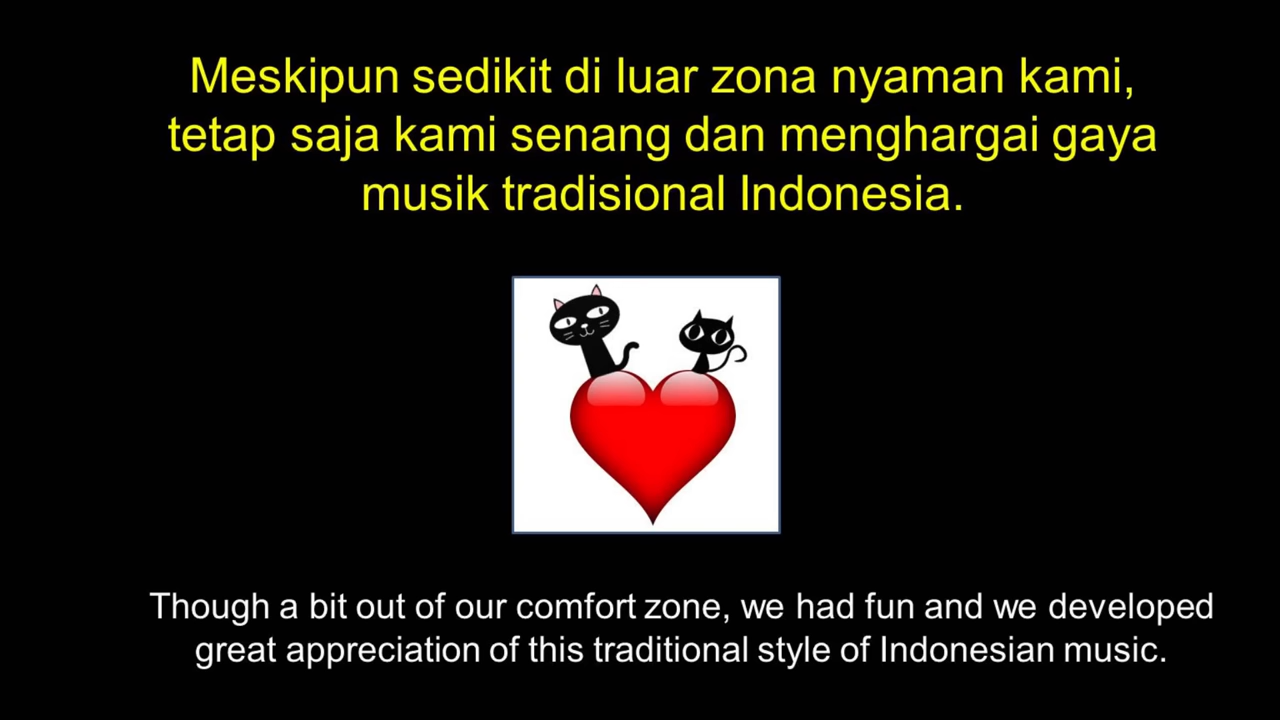 Meskipun sedikit di luar zona nyaman kami,
tetap saja kami senang dan menghargai gaya
musik tradisional Indonesia.
Though a bit out of our comfort zone, we had fun and we developed
great appreciation of this traditional style of Indonesian music.